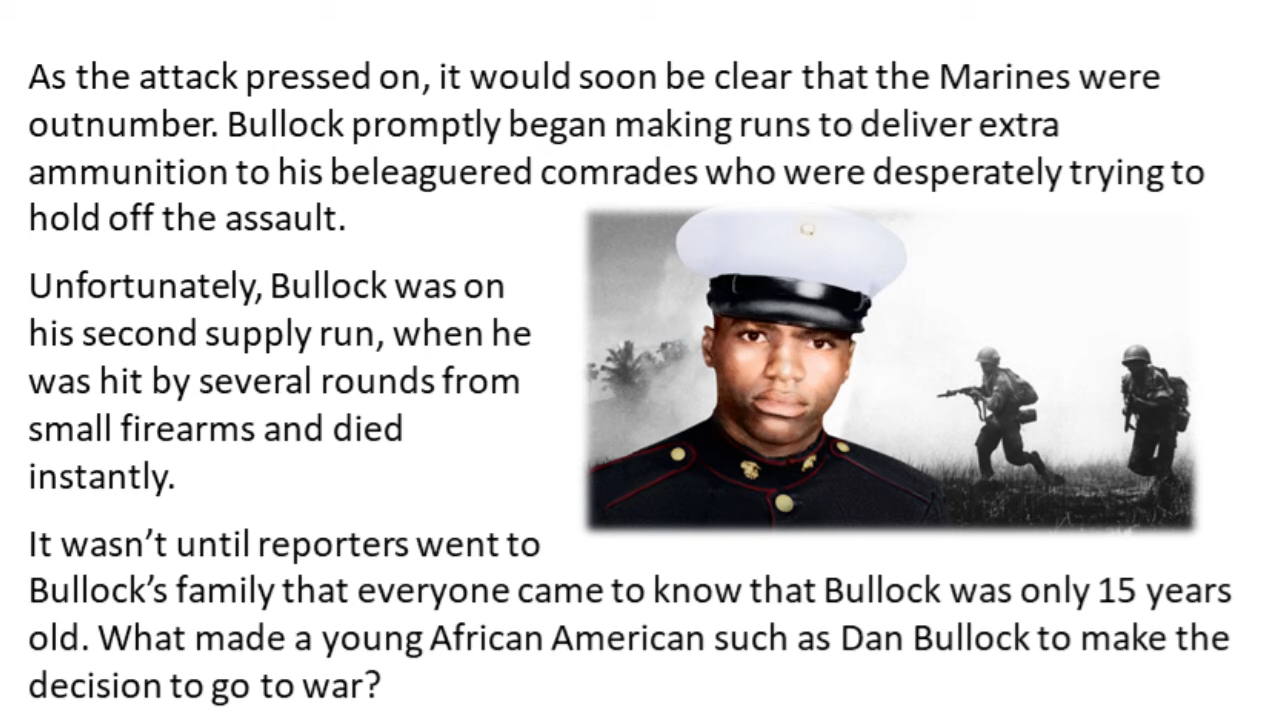 As the attack pressed on, it would soon be clear that the Marines were
outnumber. Bullock promptly began making runs to deliver extra
ammunition to his beleaguered comrades who were desperately trying to
hold off the assault.
Unfortunately, Bullock was on
his second supply run, when he
was hit by several rounds from
small firearms and died
instantly.
It wasn’t until reporters went to
Bullock’s family that everyone came to know that Bullock was only 15 years
old. What made a young African American such as Dan Bullock to make the
decision to go to war?